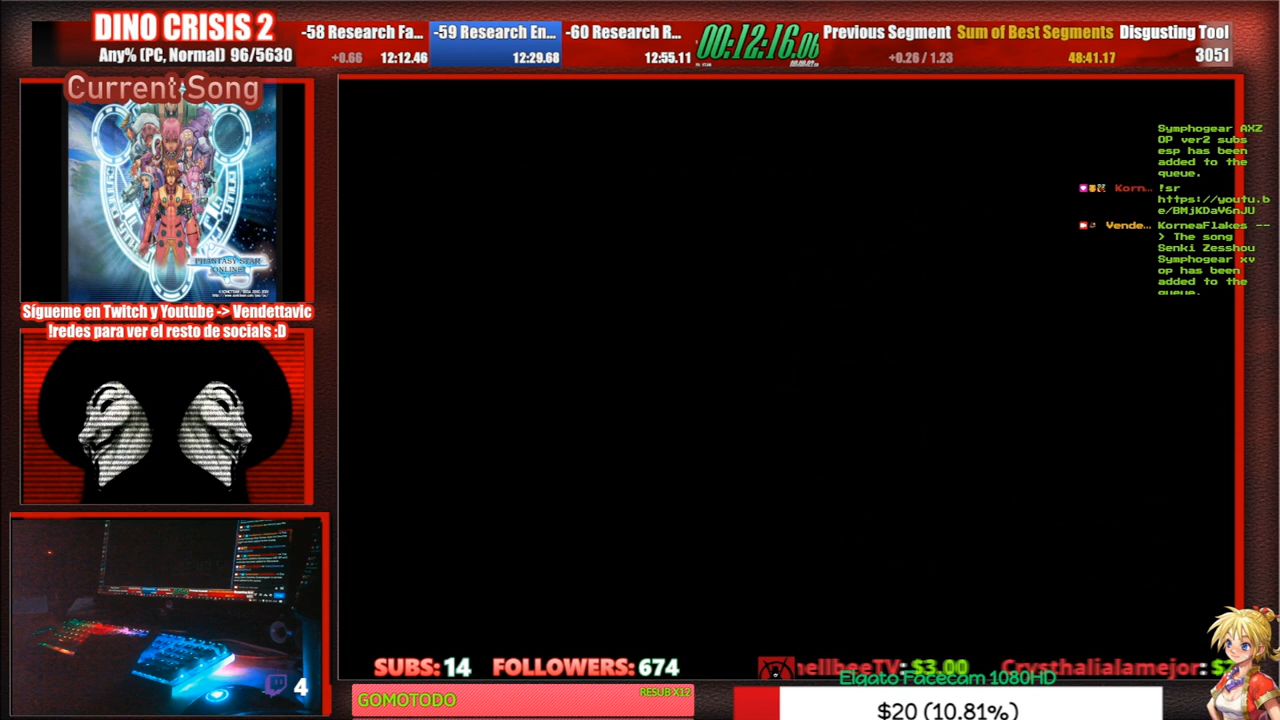 DINO CRISIS 2
Any% (PC, Normal) 96/5630
-58 Research Fa...
+0.66 12:12.46
-59 Research En...
12:29.68
-60 Research R...
12:55.11
00:12:16.06
Previous Segment
+0.26 / 1.23
Sum of Best Segments
48:41.17
Disgusting Tool
3051
Current Song
PHANTASY STAR
ONLINE
Sígueme en Twitch y Youtube -> Vendettavic
!redes para ver el resto de socials :D
4
Symphogear AXZ
OP ver2 subs
esp has been
added to the
queue.
Korn... !sr
https://youtu.b
e/BMjKDaV6nJU
Vende... KorneaFlakes --
> The song
Senki Zesshou
Symphogear xv
op has been
added to the
queue.
SUBS: 14 FOLLOWERS: 674
hellbeeTV: $3.00 Crysthalialamejor: $2
Elgato Facecam 1080HD
GOMOTODO RESUB X12
$20 (10.81%)